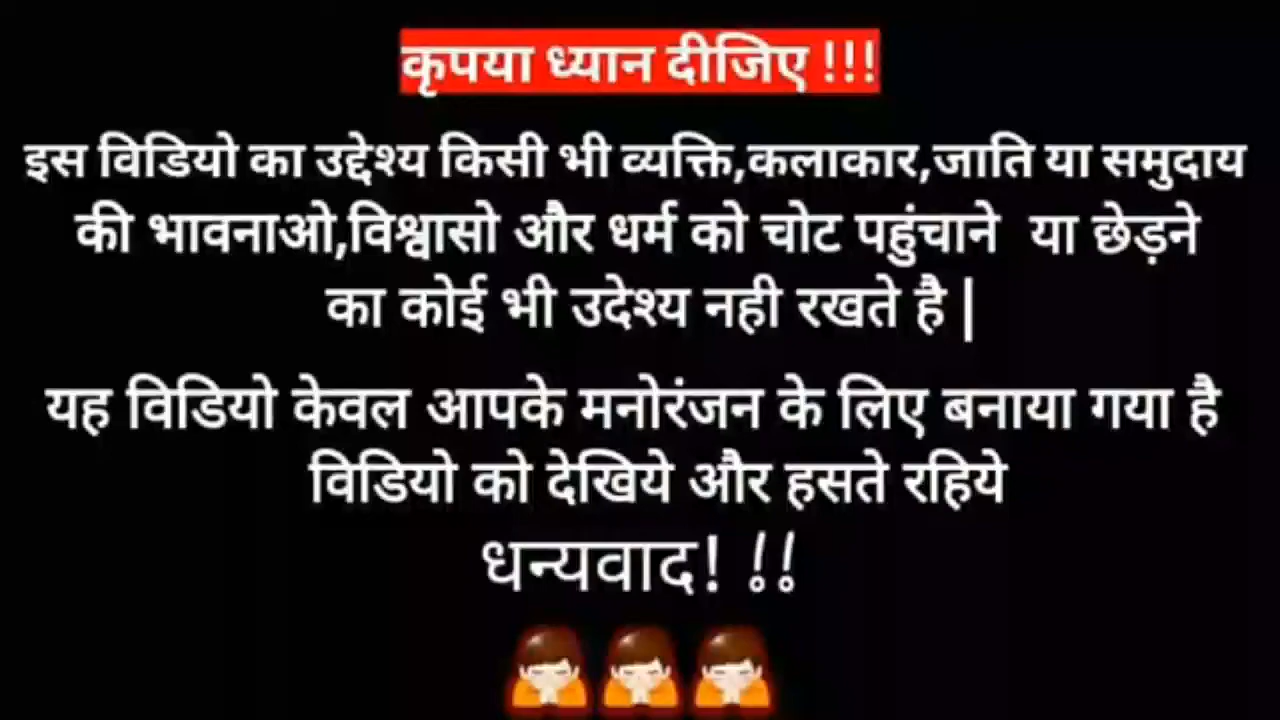 कृपया ध्यान दीजिए !!!
इस विडियो का उद्देश्य किसी भी व्यक्ति,कलाकार,जाति या समुदाय
की भावनाओ,विश्वासो और धर्म को चोट पहुंचाने या छेड़ने
का कोई भी उदेश्य नही रखते है |
यह विडियो केवल आपके मनोरंजन के लिए बनाया गया है
विडियो को देखिये और हसते रहिये
धन्यवाद! !!